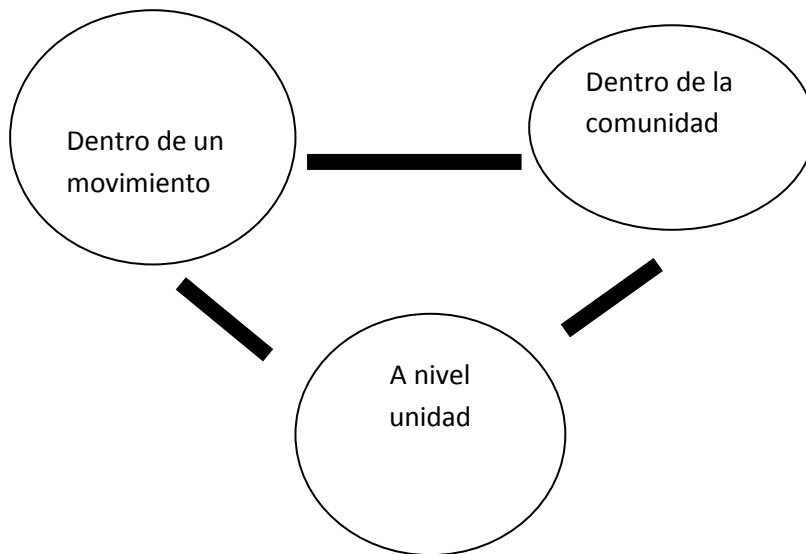 Dentro de un
movimiento
Dentro de la
comunidad
A nivel
unidad